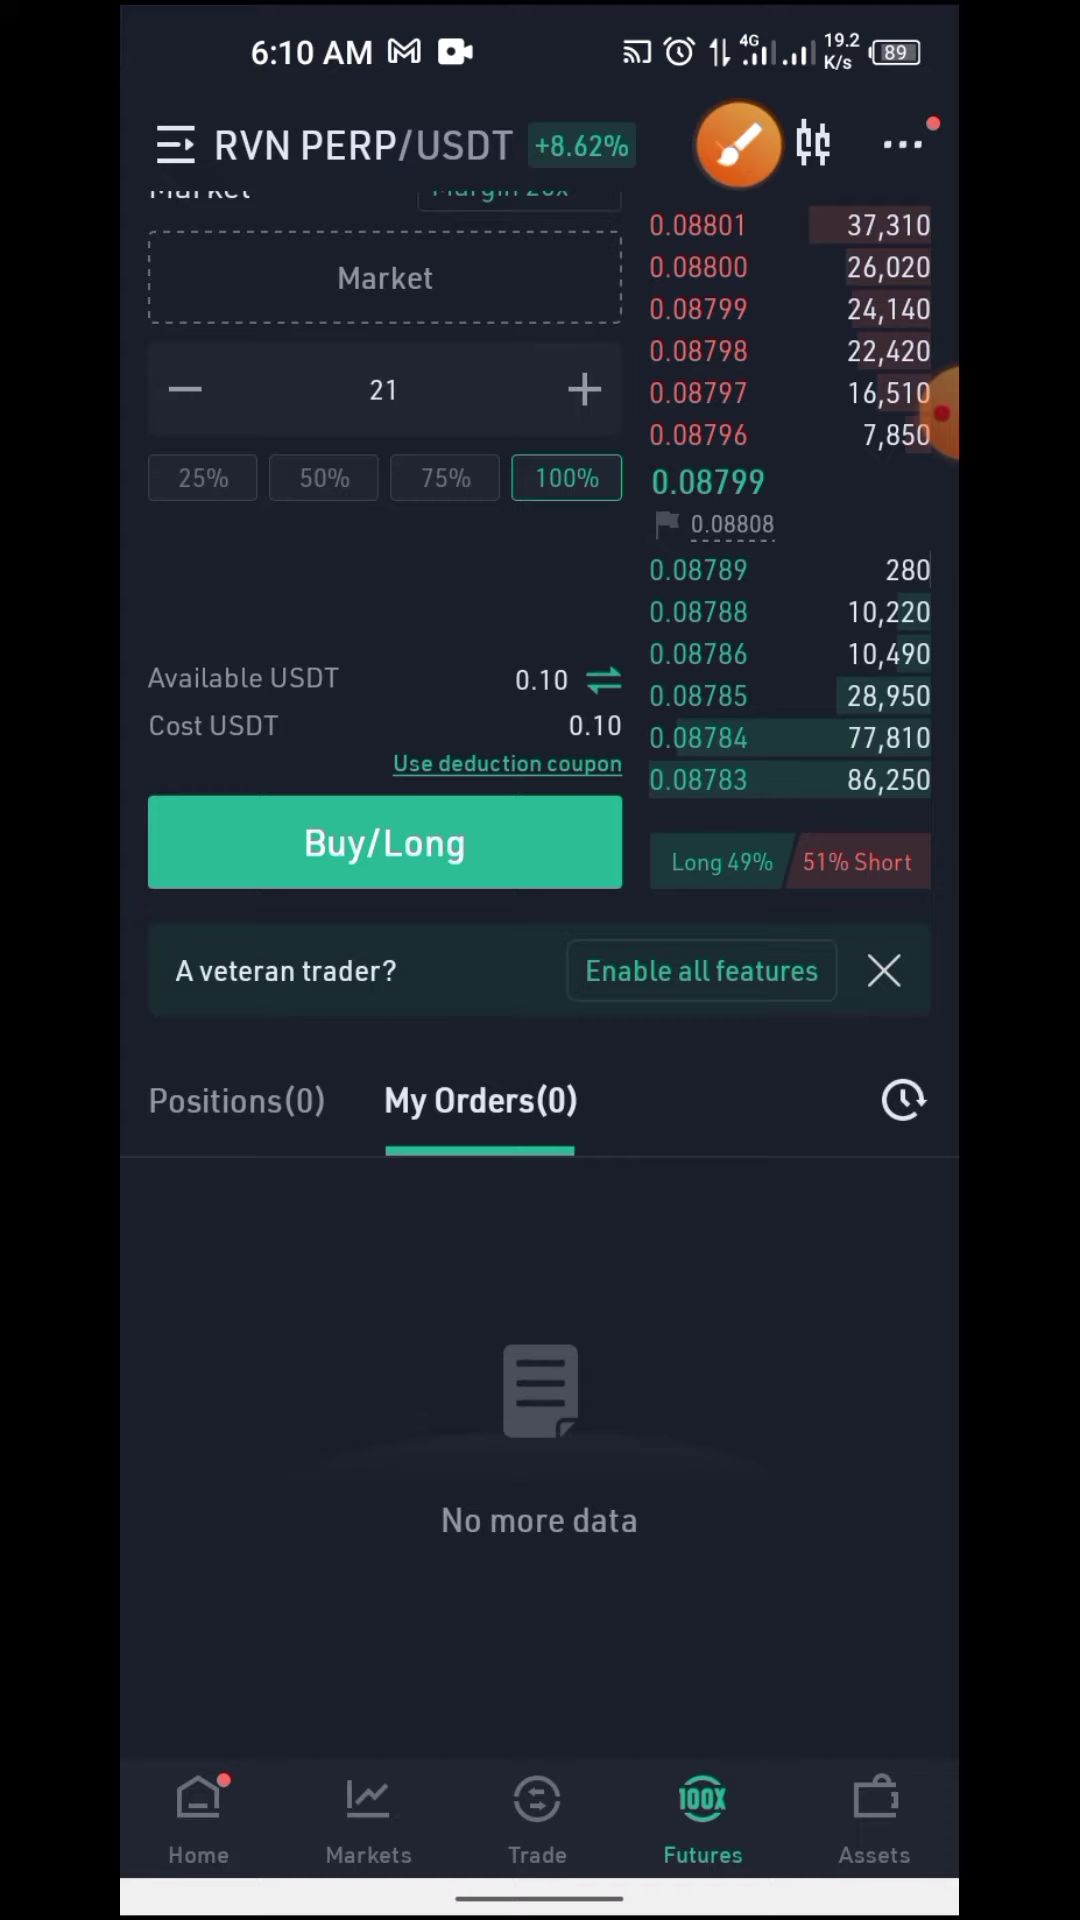 6:10 AM
4G
19.2
K/s
89
RVN PERP/USDT
+8.62%
Market
Margin 20x
Market
21
25%
50%
75%
100%
Available USDT
0.10
Cost USDT
0.10
Use deduction coupon
Buy/Long
0.08801 37,310
0.08800 26,020
0.08799 24,140
0.08798 22,420
0.08797 16,510
0.08796 7,850
0.08799
0.08808
0.08789 280
0.08788 10,220
0.08786 10,490
0.08785 28,950
0.08784 77,810
0.08783 86,250
Long 49%
51% Short
A veteran trader?
Enable all features
Positions(0)
My Orders(0)
No more data
Home
Markets
Trade
100X
Futures
Assets